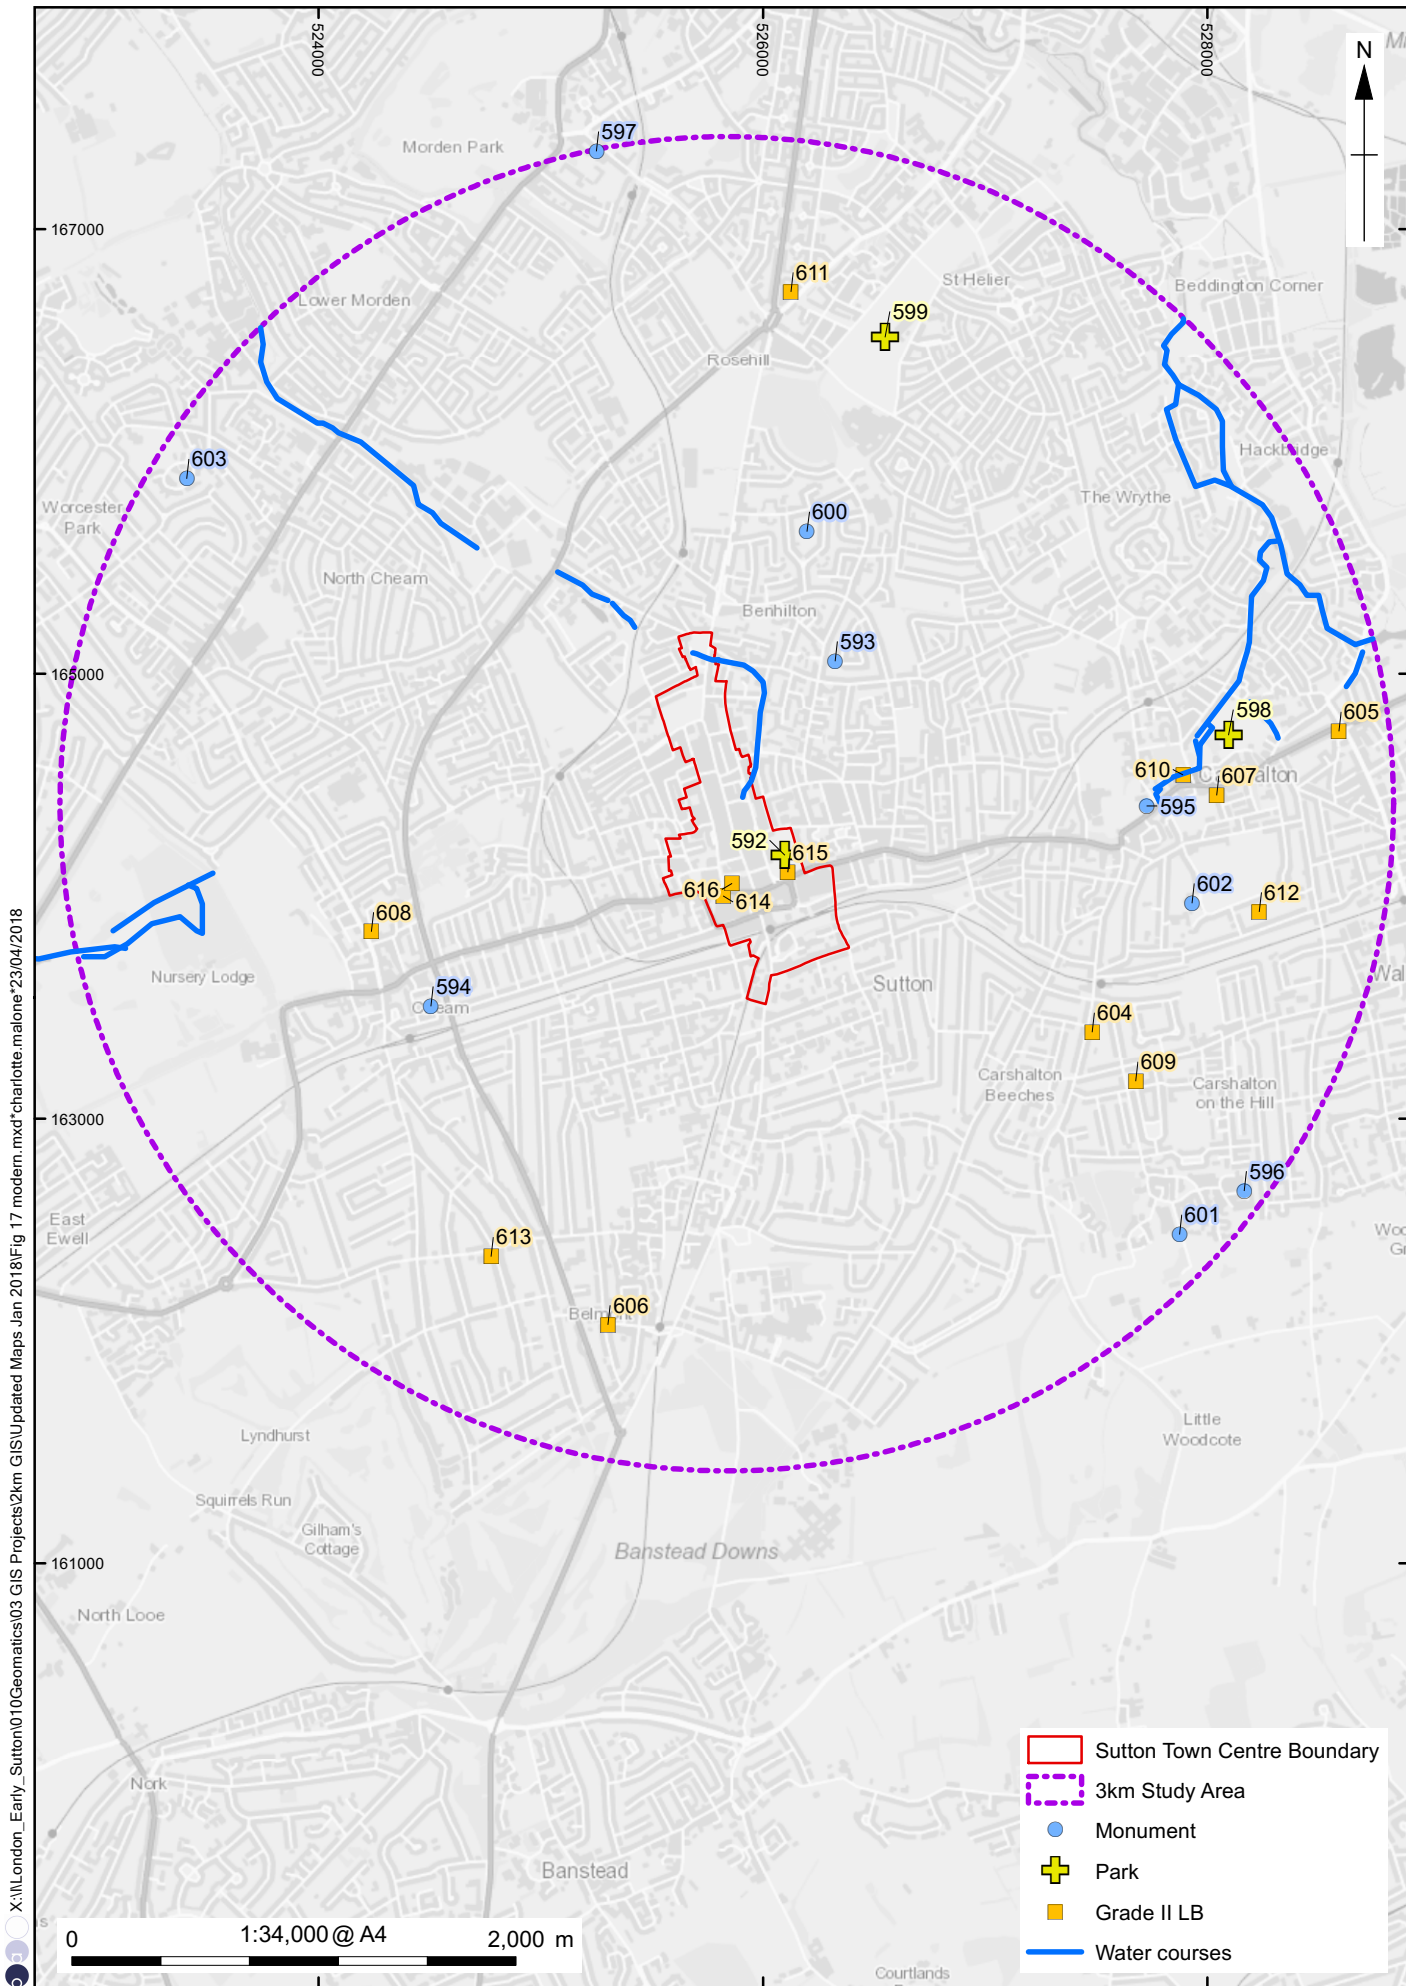 524000
526000
528000
N
Morden Park
597
167000
611
St Helier
Beddington Corner
Lower Morden
599
Rosehill
603
Hackbridge
Worcester
Park
600
The Wrythe
North Cheam
Benhilton
593
165000
598
605
610
Carshalton
607
595
592
615
616
614
602
612
608
Nursery Lodge
Sutton
594
Cheam
604
609
Carshalton
Beeches
Carshalton
on the Hill
163000
596
East
Ewell
601
613
606
Belmont
Little
Woodcote
Lyndhurst
Squirrels Run
Gilham's
Cottage
Banstead Downs
161000
North Looe
Nork
Banstead
Courtlands
Sutton Town Centre Boundary
3km Study Area
Monument
Park
Grade II LB
Water courses
0 1:34,000 @ A4 2,000 m
X:\I\London_Early_Sutton\010Geomatics\03 GIS Projects\2km GIS\Updated Maps Jan 2018\Fig 17 modern.mxd*charlotte.malone*23/04/2018